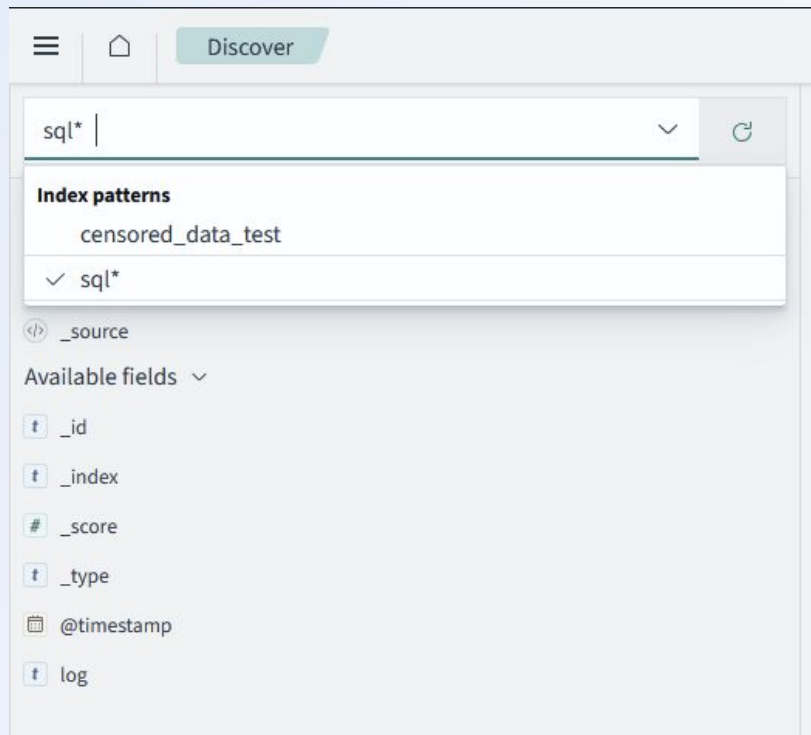 Discover
sql*
Index patterns
censored_data_test
sql*
_source
Available fields
t _id
t _index
# _score
t _type
@timestamp
t log